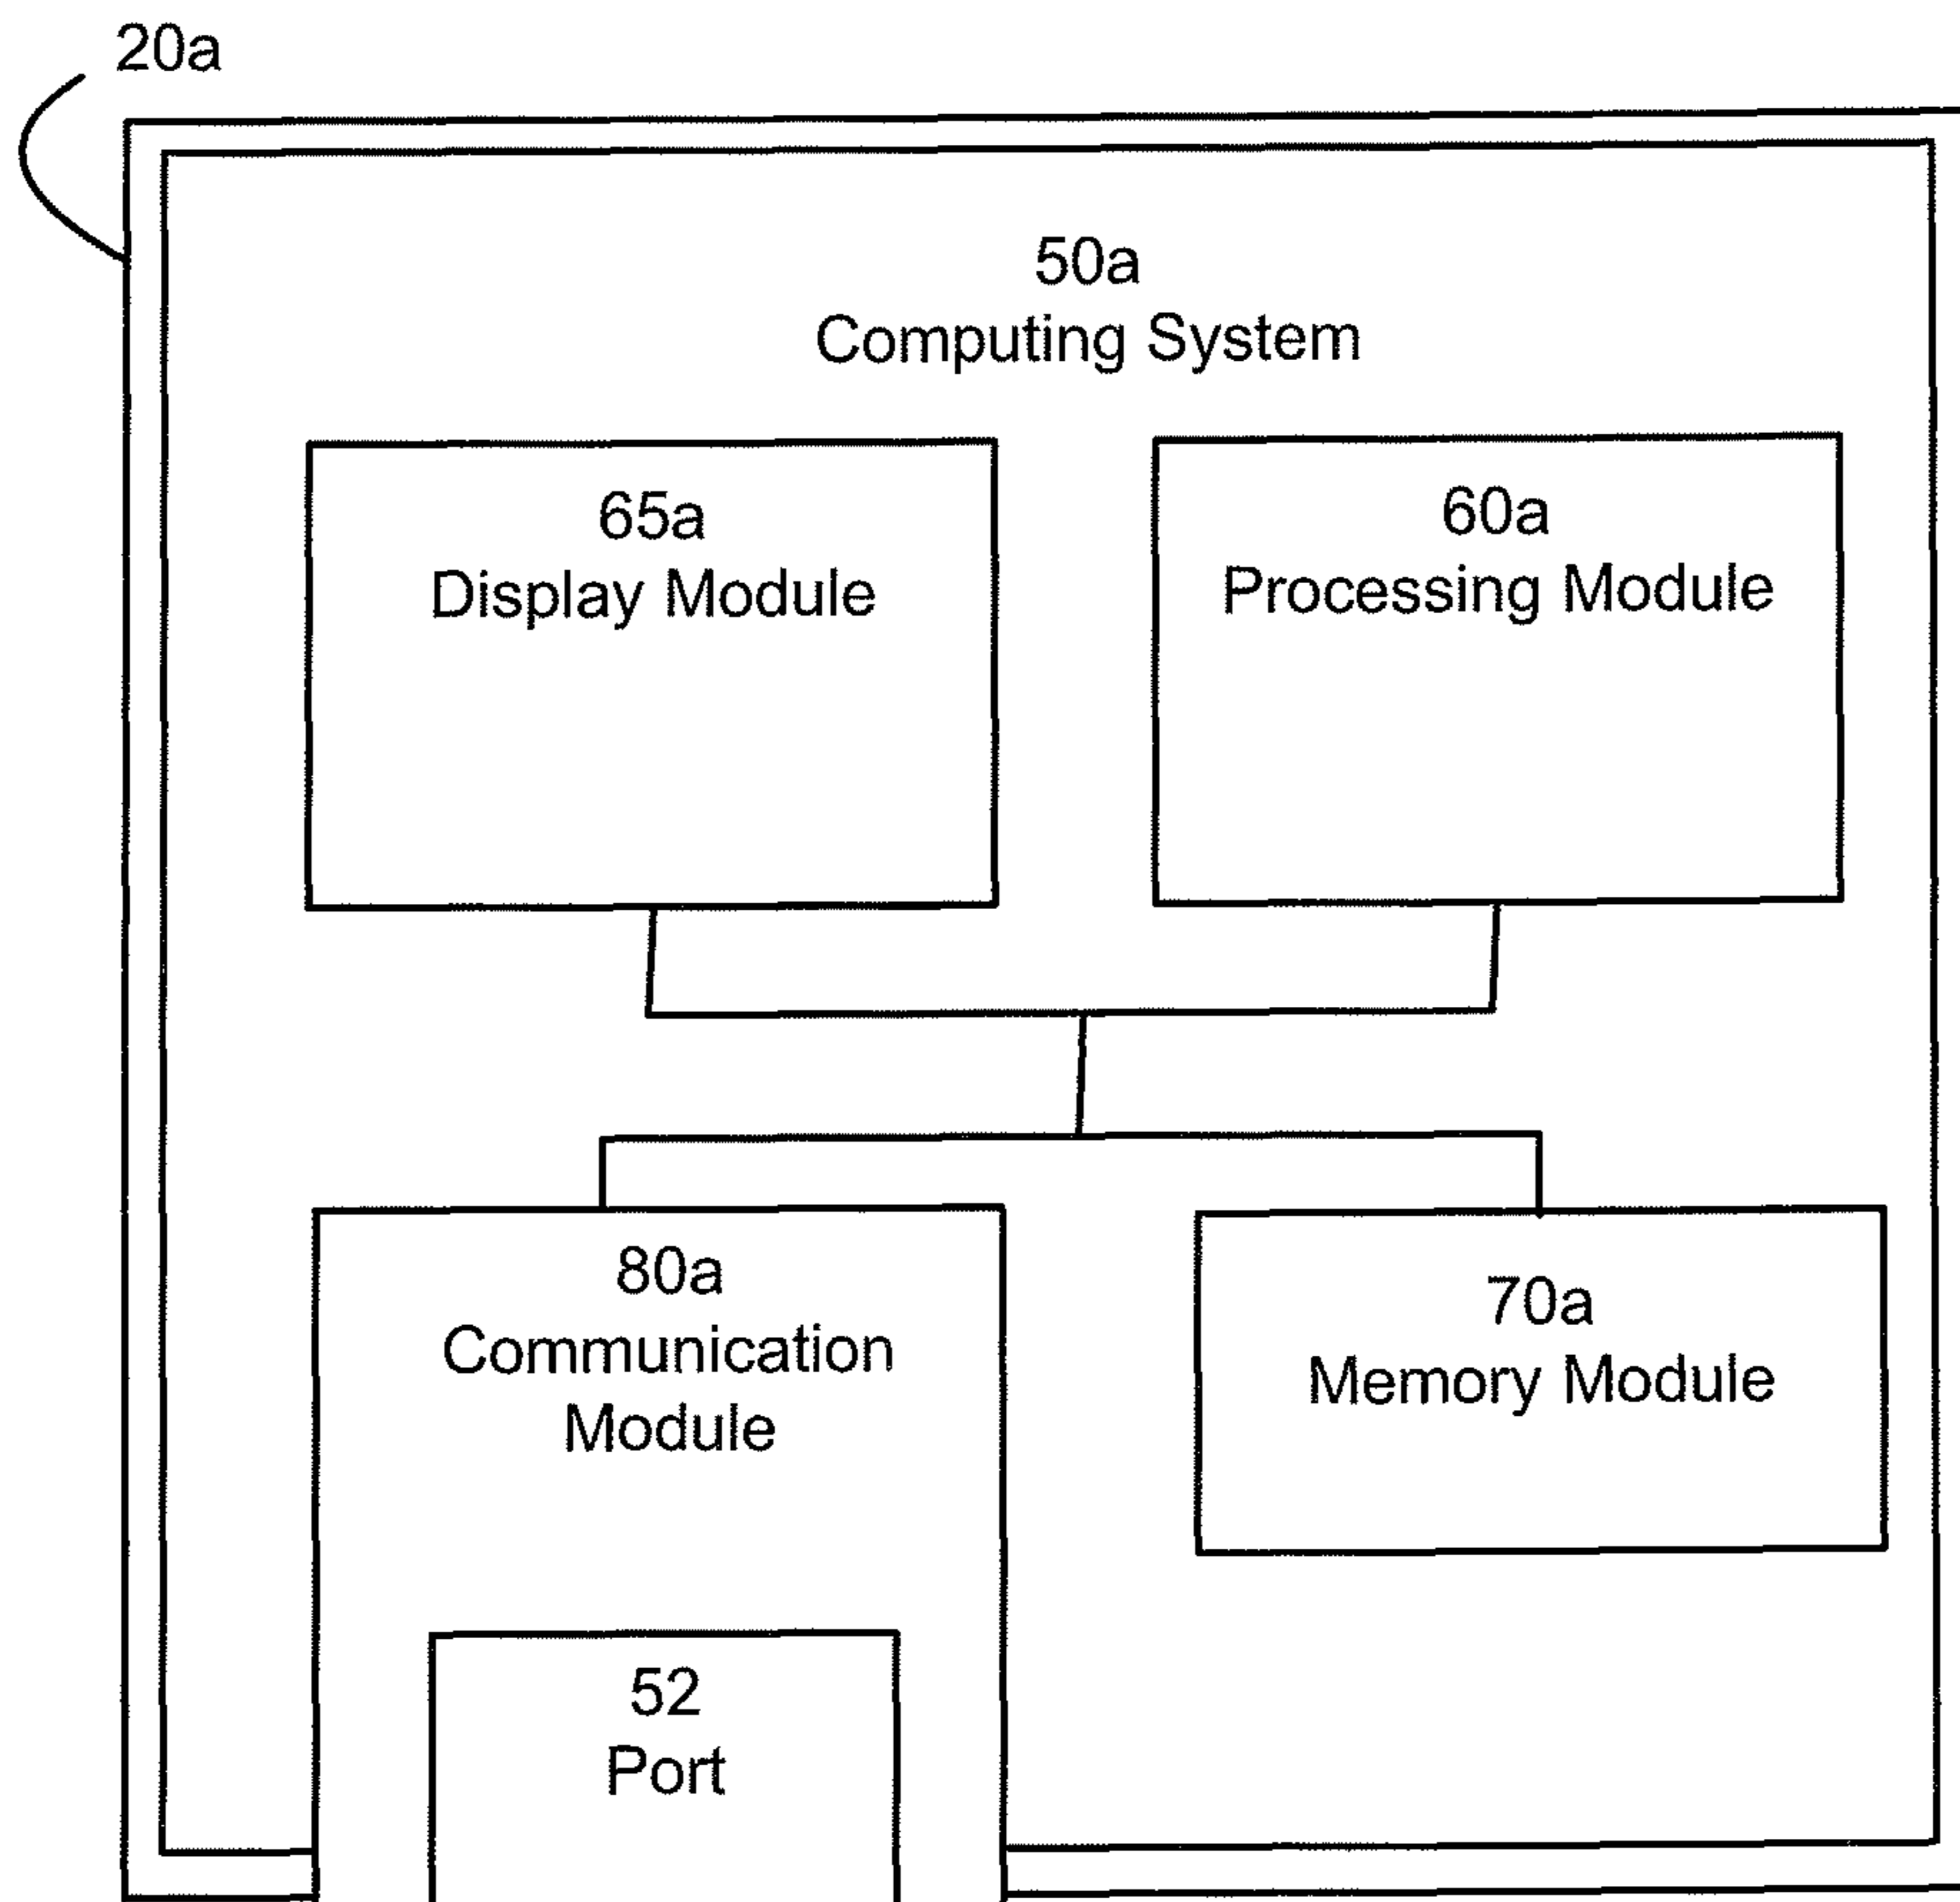 20a
50a
Computing System
65a
Display Module
60a
Processing Module
80a
Communication
Module
70a
Memory Module
52
Port